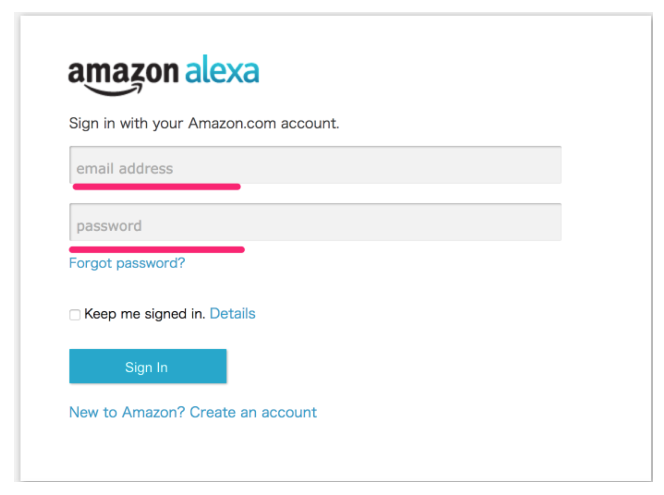 amazon alexa
Sign in with your Amazon.com account.
email address
password
Forgot password?
Keep me signed in. Details
Sign In
New to Amazon? Create an account